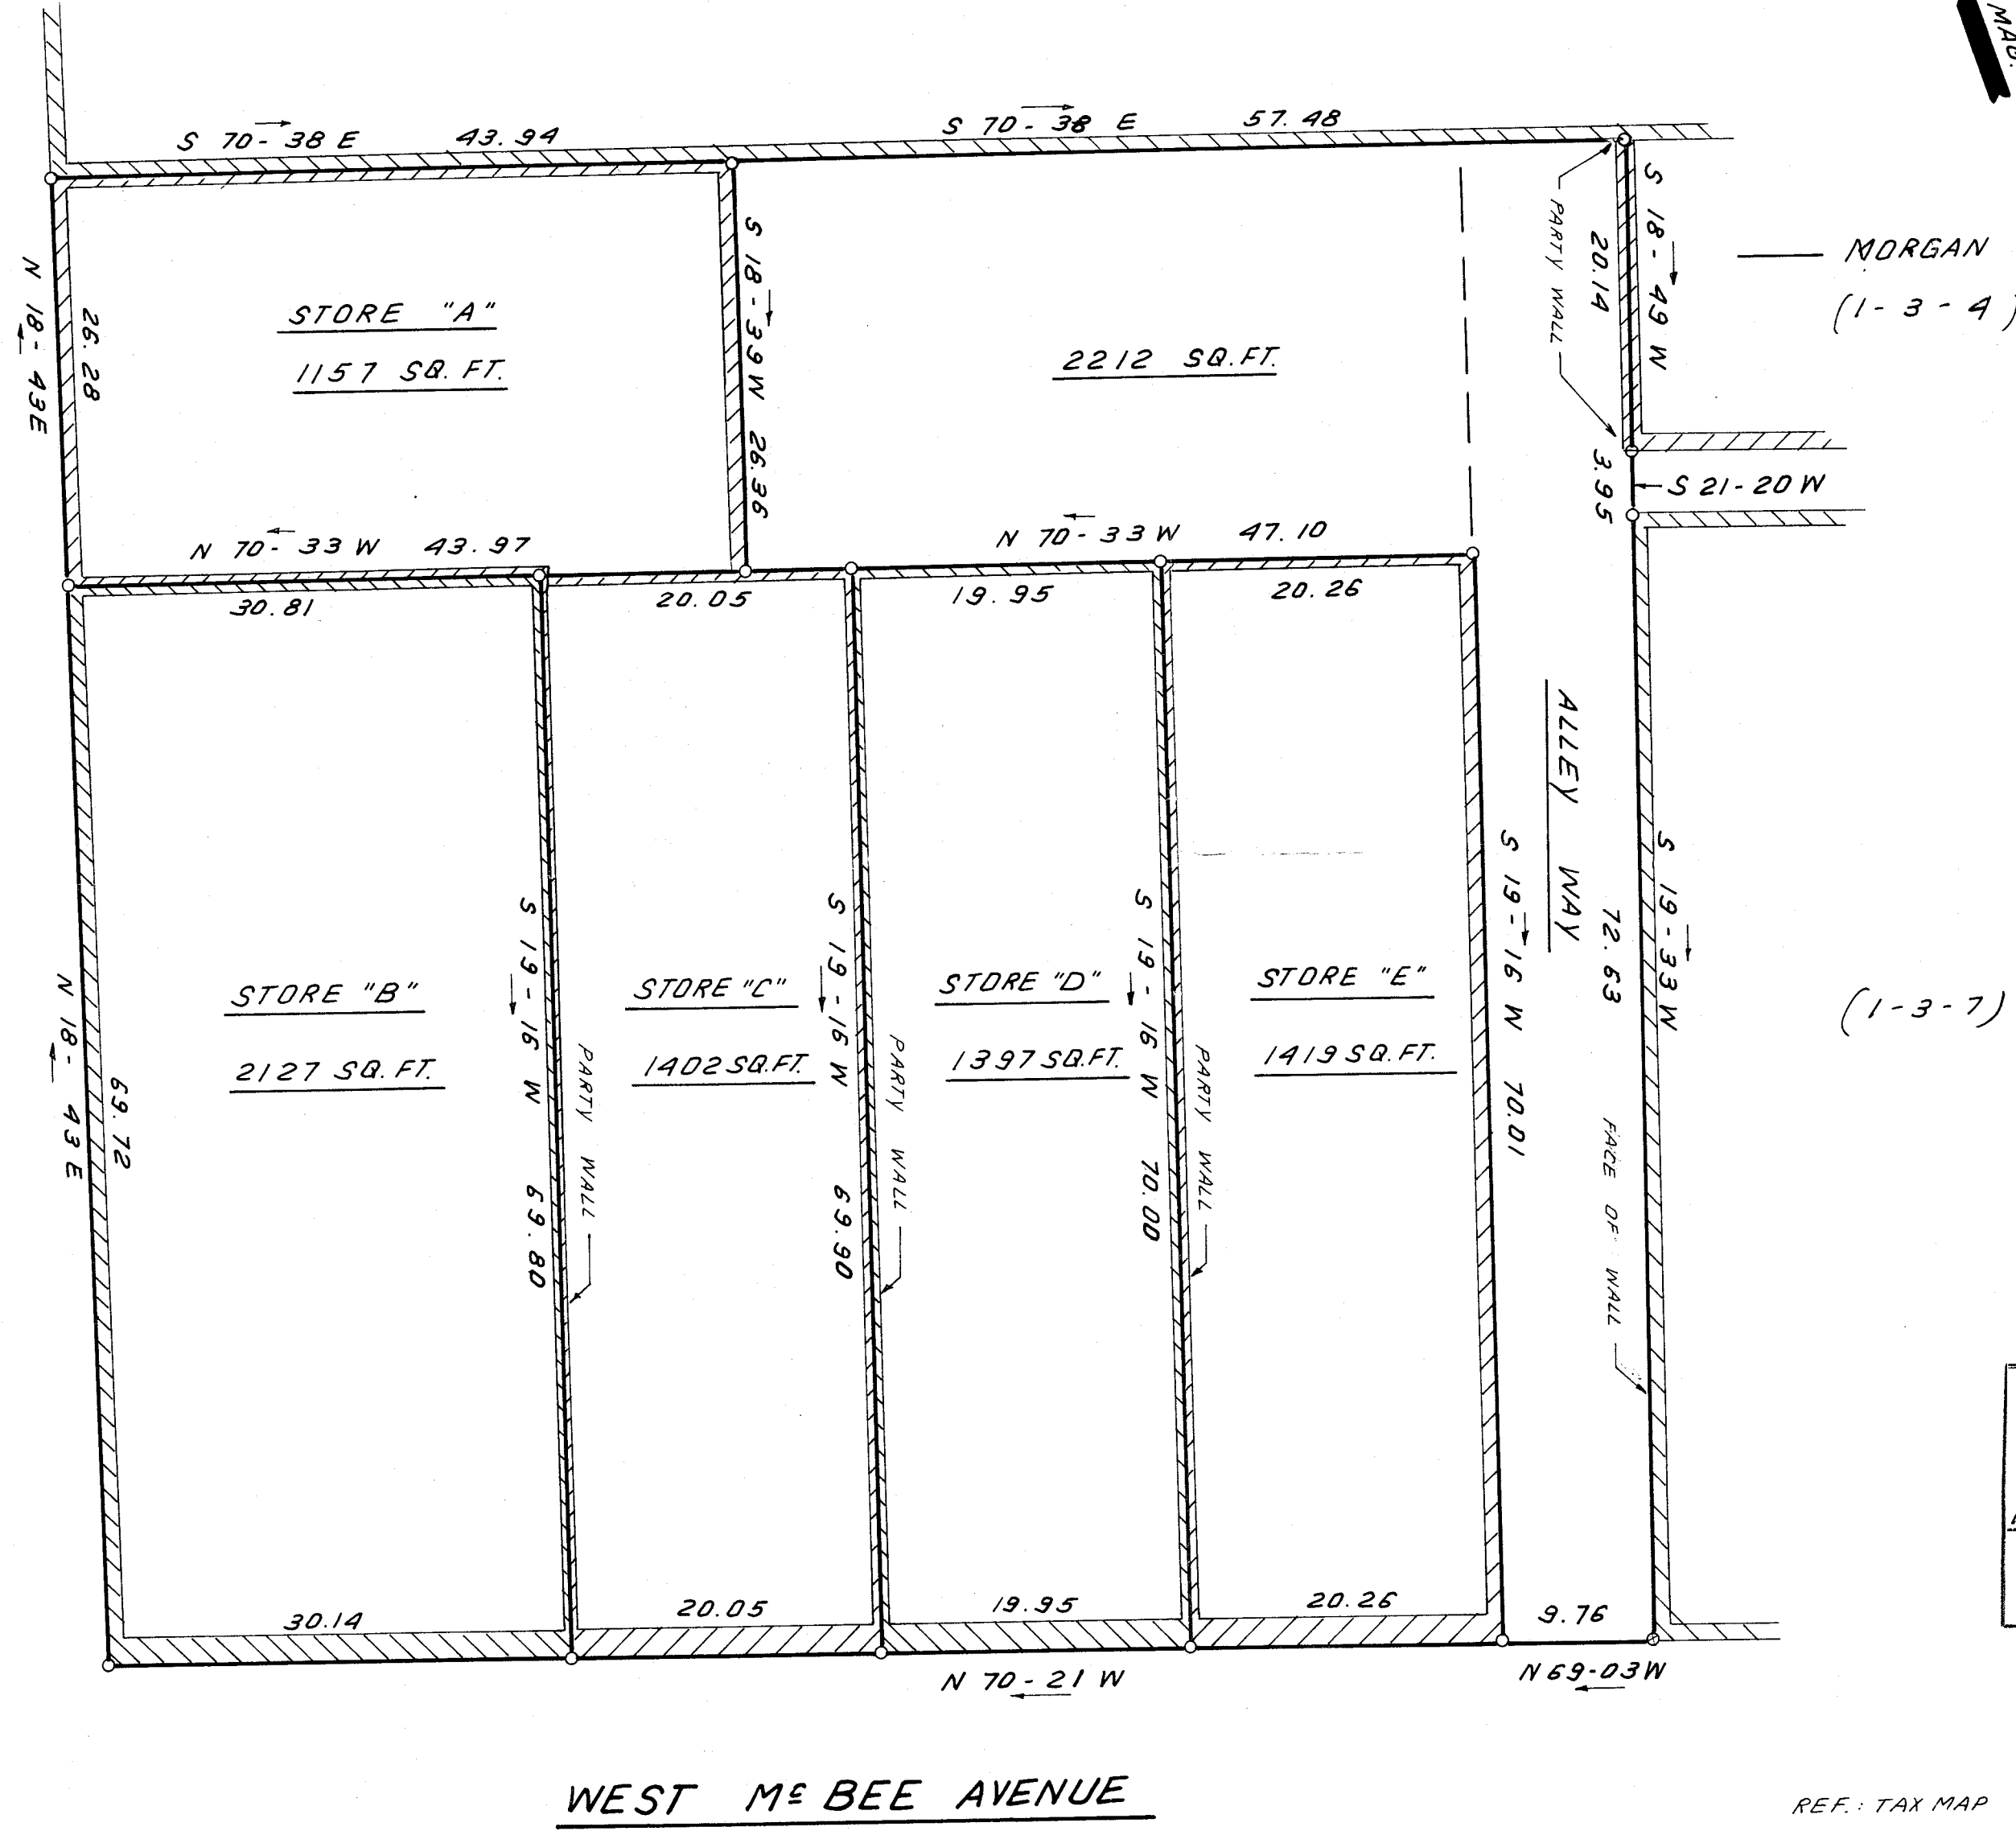 MAG.
S 70-38 E 43.94
S 70-38 E 57.48
S 18-49 W
20.14
PARTY WALL
MORGAN
(1-3-4)
N 18-43E
26.28
STORE "A"
1157 SQ. FT.
S 18-39W 26.36
2212 SQ.FT.
3.95
S 21-20 W
N 70-33 W 43.97
N 70-33 W 47.10
30.81
20.05
19.95
20.26
ALLEY WAY
S 19-33 W
72.63
FACE OF WALL
(1-3-7)
N 18-43 E
69.72
STORE "B"
2127 SQ. FT.
S 19-16 W 69.80
PARTY WALL
STORE "C"
1402 SQ.FT.
S 19-16 W 69.90
PARTY WALL
STORE "D"
1397 SQ.FT.
S 19-16 W 70.00
PARTY WALL
STORE "E"
1419 SQ.FT.
S 19-16 W 70.01
30.14
20.05
19.95
20.26
9.76
N 70-21 W
N 69-03W
WEST Mc BEE AVENUE
REF.: TAX MAP